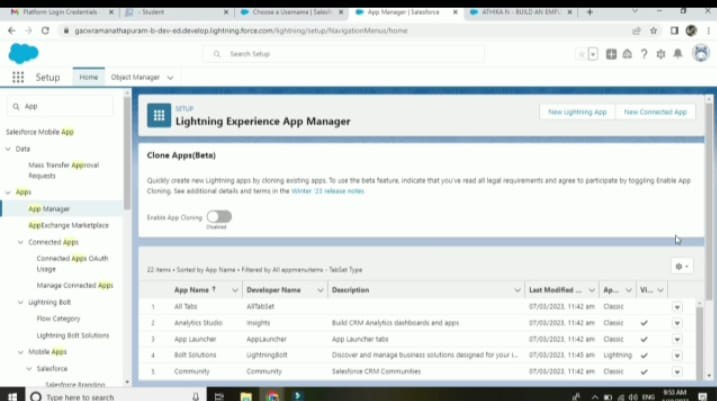 Platform Login Credentials
- Student
Choose a Username | Salesf
App Manager | Salesforce
ATHIRA N - BUILD AN EMP
gacwramanathapuram-b-dev-ed.develop.lightning.force.com/lightning/setup/NavigationMenus/home
Search Setup
Setup
Home
Object Manager
App
Salesforce Mobile App
Data
Mass Transfer Approval
Requests
Apps
App Manager
AppExchange Marketplace
Connected Apps
Connected Apps OAuth
Usage
Manage Connected Apps
Lightning Bolt
Flow Category
Lightning Bolt Solutions
Mobile Apps
Salesforce
Salesforce Branding
SETUP
Lightning Experience App Manager
New Lightning App
New Connected App
Clone Apps(Beta)
Quickly create new Lightning apps by cloning existing apps. To use the beta feature, indicate that you've read all legal requirements and agree to participate by toggling Enable App
Cloning. See additional details and terms in the Winter '23 release notes
Enable App Cloning
Disabled
22 items • Sorted by App Name • Filtered by All appmenuitems - TabSet Type
App Name ↑ Developer Name Description Last Modified ... Ap... Vi...
1 All Tabs AllTabSet 07/03/2023, 11:42 am Classic
2 Analytics Studio Insights Build CRM Analytics dashboards and apps 07/03/2023, 11:42 am Classic
3 App Launcher AppLauncher App Launcher tabs 07/03/2023, 11:42 am Classic
4 Bolt Solutions LightningBolt Discover and manage business solutions designed for your i... 07/03/2023, 11:45 am Lightning
5 Community Community Salesforce CRM Communities 07/03/2023, 11:42 am Classic
Type here to search
ENG
9:53 AM